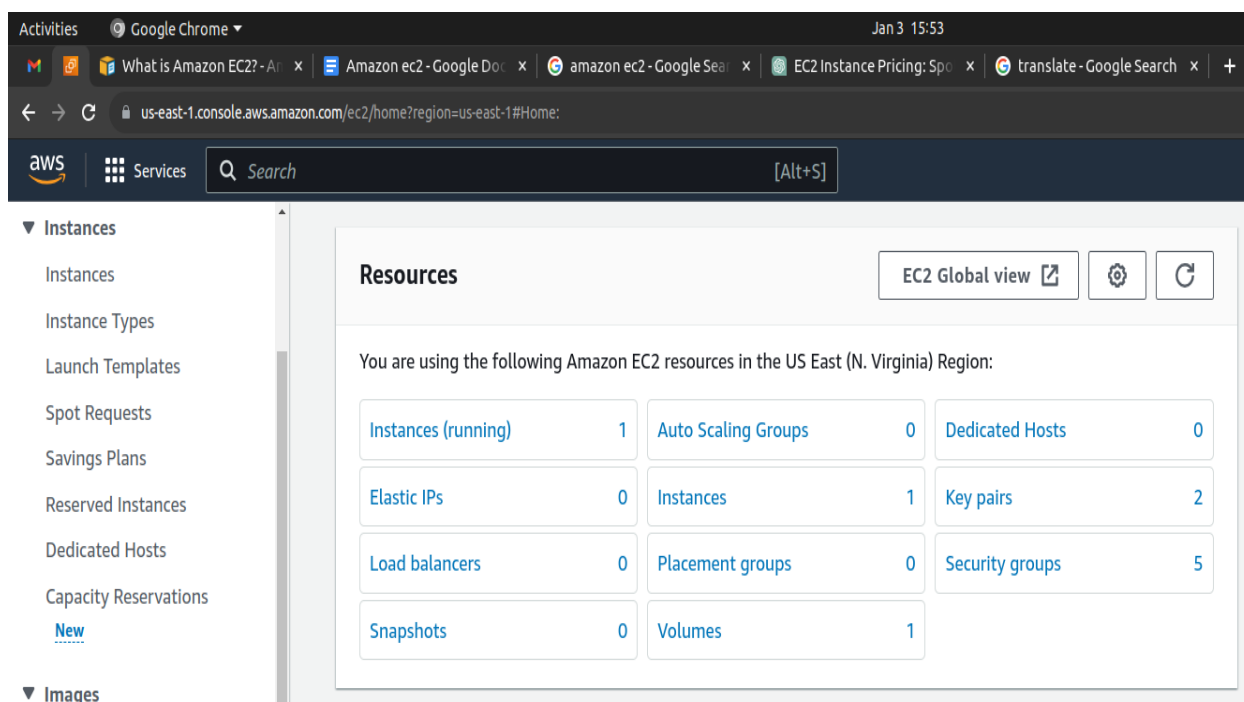 Activities Google Chrome ▾ Jan 3 15:53
What is Amazon EC2? - An × Amazon ec2 - Google Doc × amazon ec2 - Google Sear × EC2 Instance Pricing: Spo × translate - Google Search × +
us-east-1.console.aws.amazon.com/ec2/home?region=us-east-1#Home:
aws Services Search [Alt+S]
Instances
Instances
Instance Types
Launch Templates
Spot Requests
Savings Plans
Reserved Instances
Dedicated Hosts
Capacity Reservations
New
Images
Resources EC2 Global view
You are using the following Amazon EC2 resources in the US East (N. Virginia) Region:
Instances (running) 1 Auto Scaling Groups 0 Dedicated Hosts 0
Elastic IPs 0 Instances 1 Key pairs 2
Load balancers 0 Placement groups 0 Security groups 5
Snapshots 0 Volumes 1